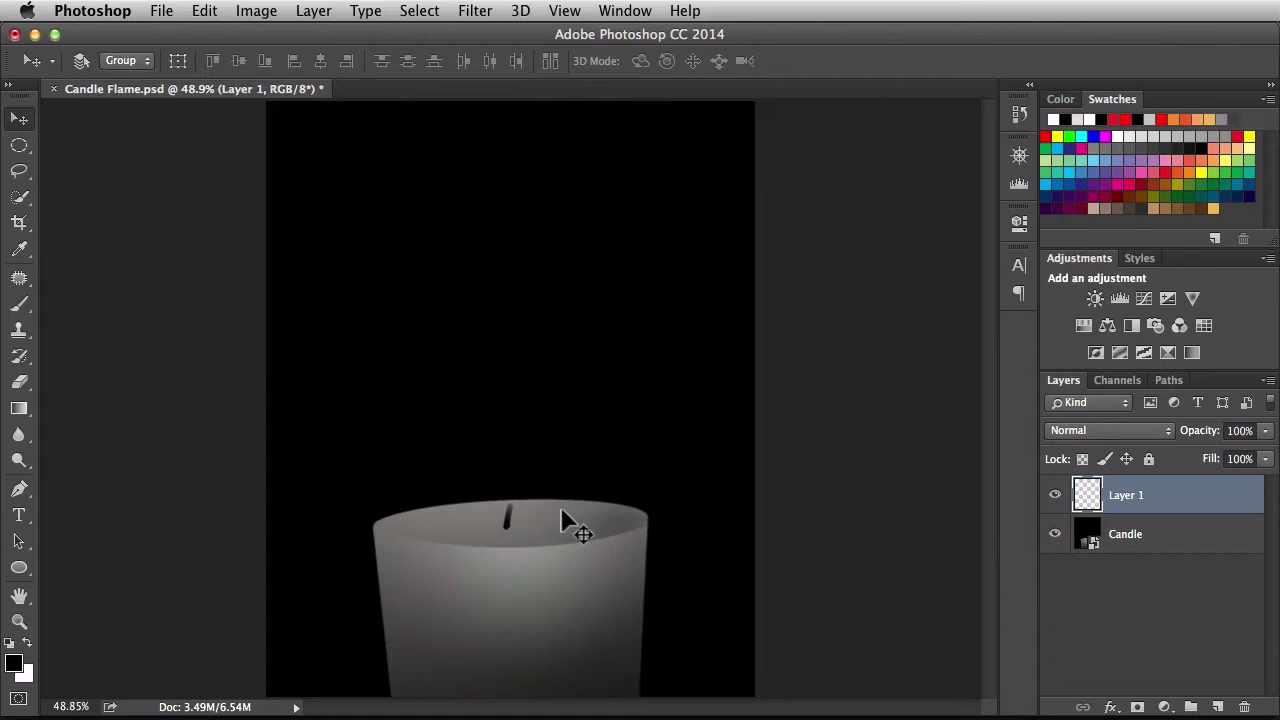 Photoshop File Edit Image Layer Type Select Filter 3D View Window Help
Adobe Photoshop CC 2014
Group 3D Mode:
× Candle Flame.psd @ 48.9% (Layer 1, RGB/8*) *
Color Swatches
Adjustments Styles
Add an adjustment
Layers Channels Paths
Kind
Normal Opacity: 100%
Lock: Fill: 100%
Layer 1
Candle
48.85% Doc: 3.49M/6.54M